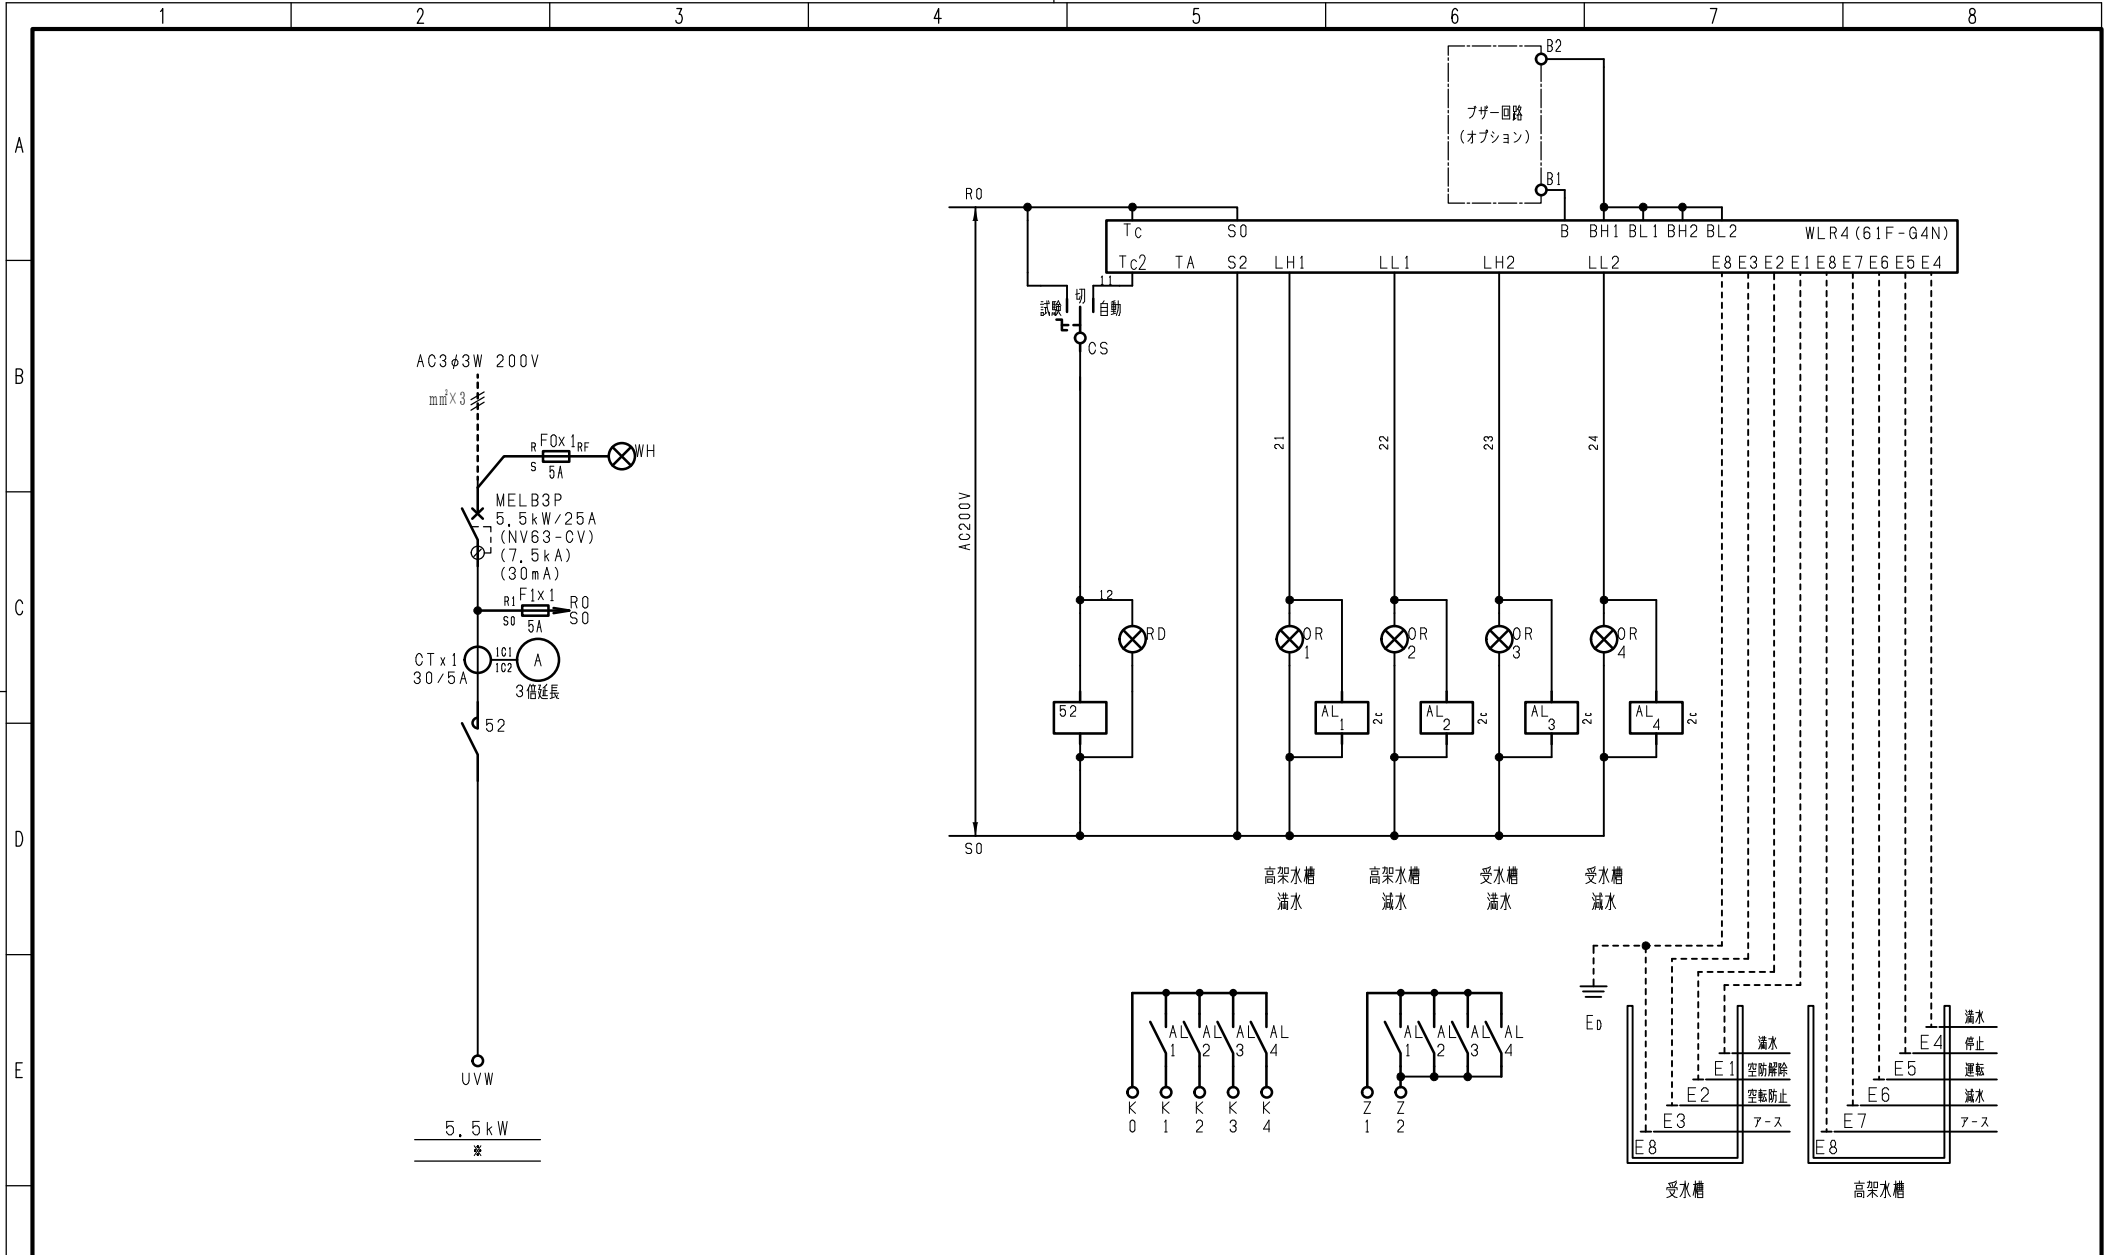 1 2 3 4 5 6 7 8
A
B
C
D
E
AC3φ3W 200V
mm²×3
R F0x1 RF
S 5A
WH
MELB3P
5.5kW/25A
(NV63-CV)
(7.5kA)
(30mA)
R1 F1x1 R0
S0 5A S0
CTx1
30/5A
1C1
1C2
A
3倍延長
52
UVW
5.5kW
※
B2
ブザー回路
(オプション)
B1
R0
Tc S0 B BH1 BL1 BH2 BL2 WLR4(61F-G4N)
Tc2 TA S2 LH1 LL1 LH2 LL2 E8 E3 E2 E1 E8 E7 E6 E5 E4
11
試験 切 自動
CS
AC200V
21 22 23 24
12
RD
OR 1
OR 2
OR 3
OR 4
52
AL 1 2c
AL 2 2c
AL 3 2c
AL 4 2c
S0
高架水槽
満水
高架水槽
減水
受水槽
満水
受水槽
減水
AL 1
AL 2
AL 3
AL 4
K0 K1 K2 K3 K4
AL 1
AL 2
AL 3
AL 4
Z1 Z2
ED
満水
E1 空防解除
E2 空転防止
E3 アース
E8
受水槽
満水
E4 停止
E5 運転
E6 減水
E7 アース
E8
高架水槽